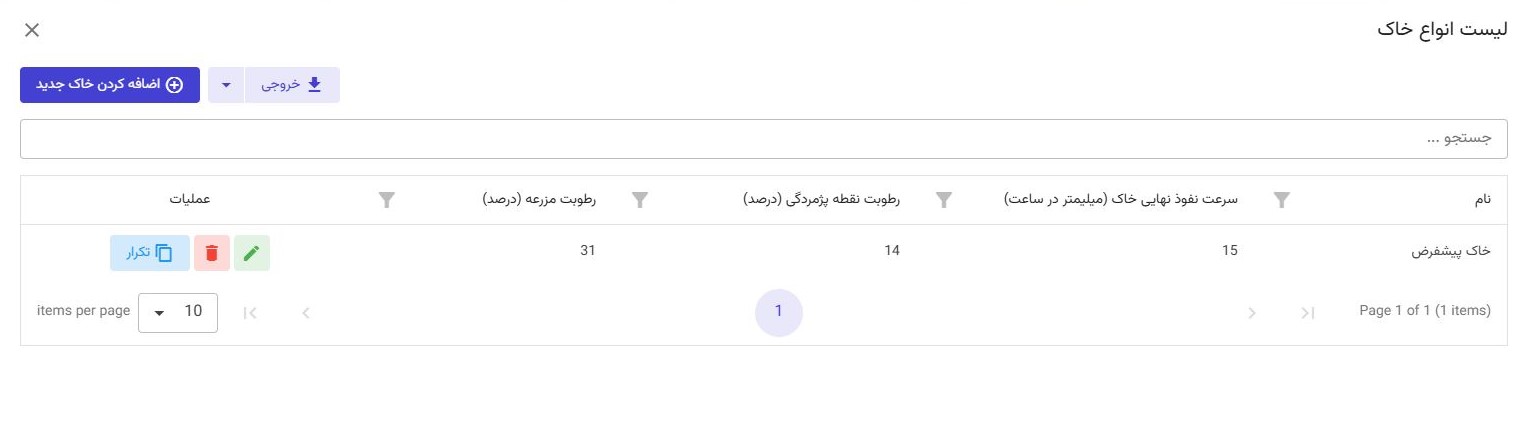 لیست انواع خاک
خروجی
اضافه کردن خاک جدید
جستجو ...
نام	سرعت نفوذ نهایی خاک (میلیمتر در ساعت)	رطوبت نقطه پژمردگی (درصد)	رطوبت مزرعه (درصد)	عملیات
خاک پیشفرض	15	14	31	تکرار
Page 1 of 1 (1 items)	1	10	items per page